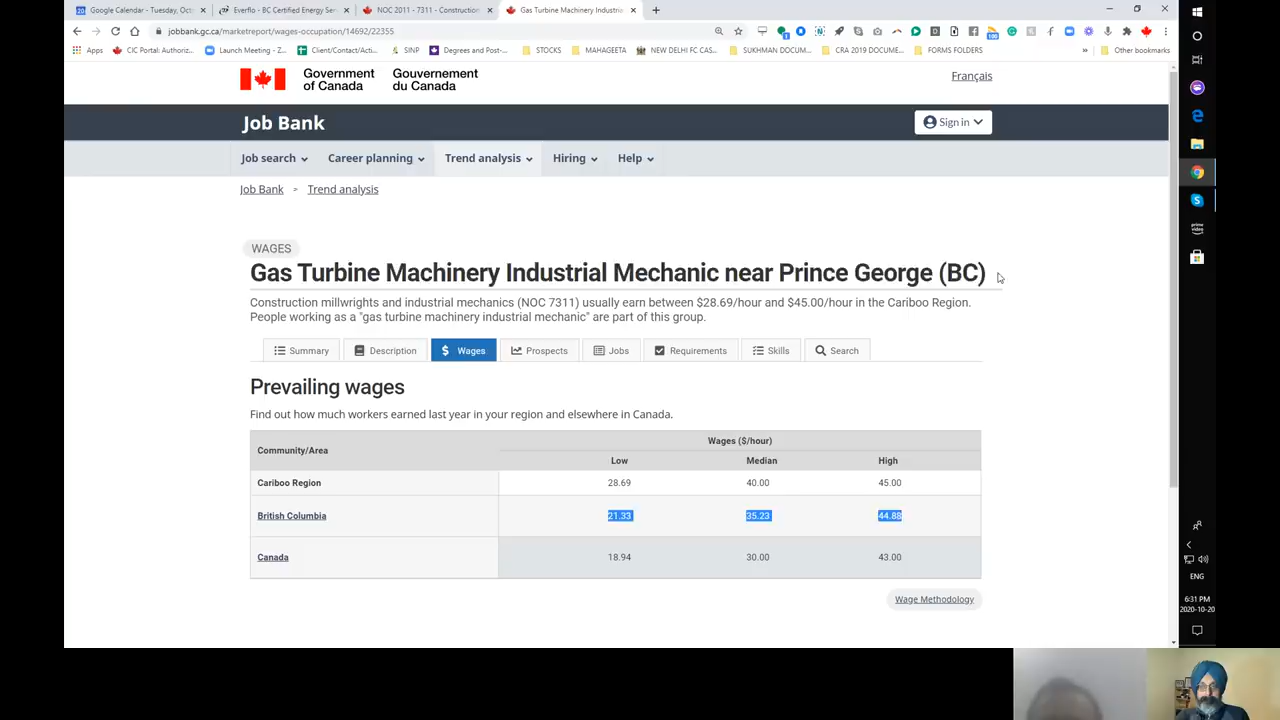 Google Calendar - Tuesday, Oct
Everflo - BC Certified Energy Serv
NOC 2011 - 7311 - Construction
Gas Turbine Machinery Industrial M
jobbank.gc.ca/marketreport/wages-occupation/14692/22355
Apps CIC Portal: Authoriz... Launch Meeting - Z... Client/Contact/Acti... SINP Degrees and Post-... STOCKS MAHAGEETA NEW DELHI FC CAS... SUKHMAN DOCUM... CRA 2019 DOCUME... FORMS FOLDERS » Other bookmarks
Government Gouvernement
of Canada du Canada
Français
Job Bank
Sign in
Job search Career planning Trend analysis Hiring Help
Job Bank Trend analysis
WAGES
Gas Turbine Machinery Industrial Mechanic near Prince George (BC)
Construction millwrights and industrial mechanics (NOC 7311) usually earn between $28.69/hour and $45.00/hour in the Cariboo Region.
People working as a "gas turbine machinery industrial mechanic" are part of this group.
Summary Description $ Wages Prospects Jobs Requirements Skills Search
Prevailing wages
Find out how much workers earned last year in your region and elsewhere in Canada.
Community/Area Wages ($/hour)
Low Median High
Cariboo Region 28.69 40.00 45.00
British Columbia 21.33 35.23 44.88
Canada 18.94 30.00 43.00
Wage Methodology
prime video
ENG
6:31 PM
2020-10-20